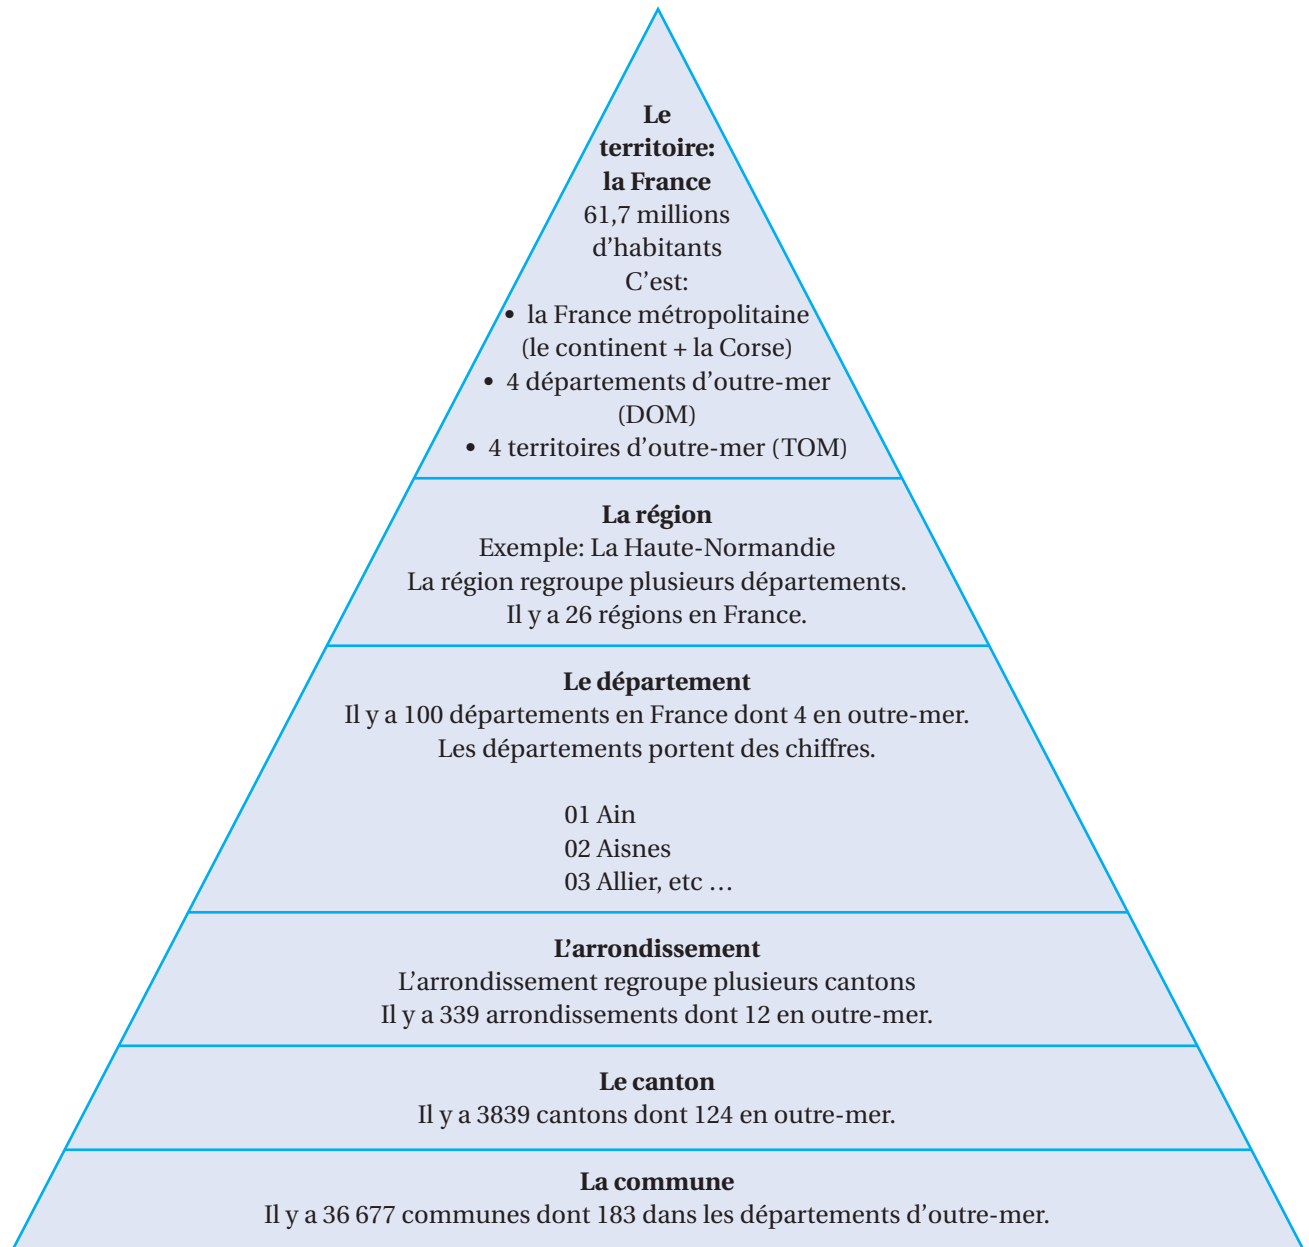 Le
territoire:
la France
61,7 millions
d’habitants
C’est:
• la France métropolitaine
(le continent + la Corse)
• 4 départements d’outre-mer
(DOM)
• 4 territoires d’outre-mer (TOM)
La région
Exemple: La Haute-Normandie
La région regroupe plusieurs départements.
Il y a 26 régions en France.
Le département
Il y a 100 départements en France dont 4 en outre-mer.
Les départements portent des chiffres.
01 Ain
02 Aisnes
03 Allier, etc …
L’arrondissement
L’arrondissement regroupe plusieurs cantons
Il y a 339 arrondissements dont 12 en outre-mer.
Le canton
Il y a 3839 cantons dont 124 en outre-mer.
La commune
Il y a 36 677 communes dont 183 dans les départements d’outre-mer.